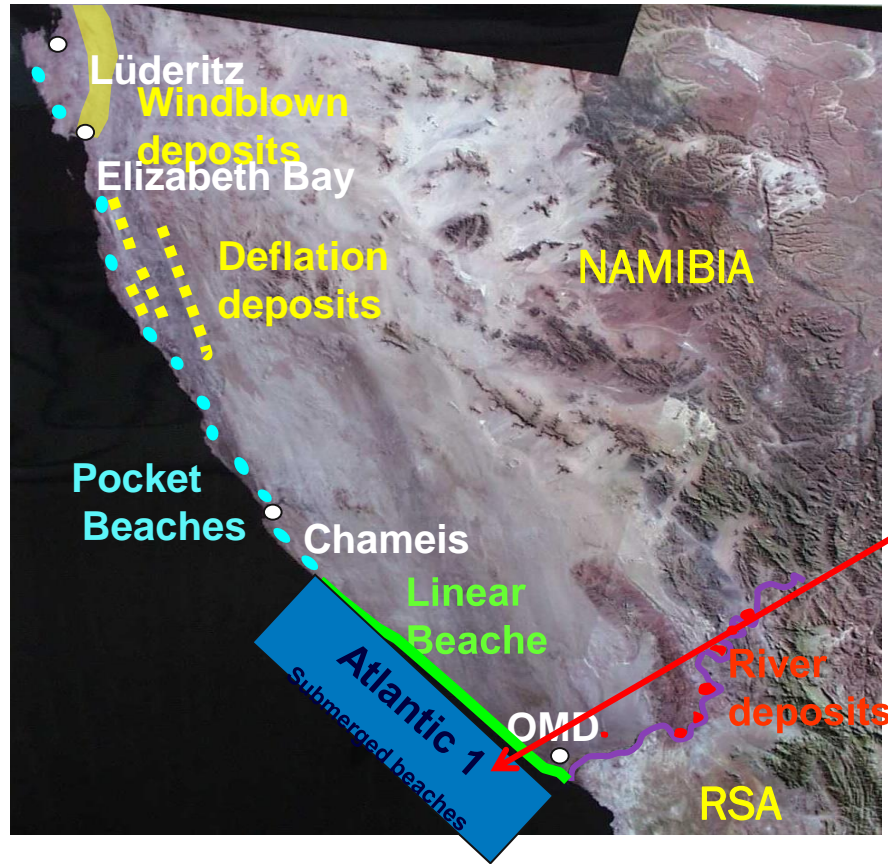 Lüderitz
Windblown
deposits
Elizabeth Bay
Deflation
deposits
NAMIBIA
Pocket
Beaches
Chameis
Linear
Beache
Atlantic 1
Submerged beaches
OMD
River
deposits
RSA